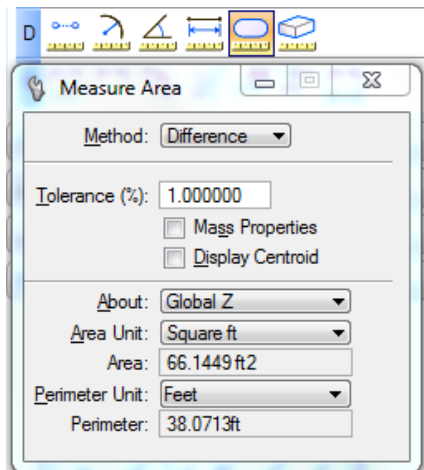 D
Measure Area
Method: Difference
Tolerance (%): 1.000000
Mass Properties
Display Centroid
About: Global Z
Area Unit: Square ft
Area: 66.1449 ft2
Perimeter Unit: Feet
Perimeter: 38.0713ft